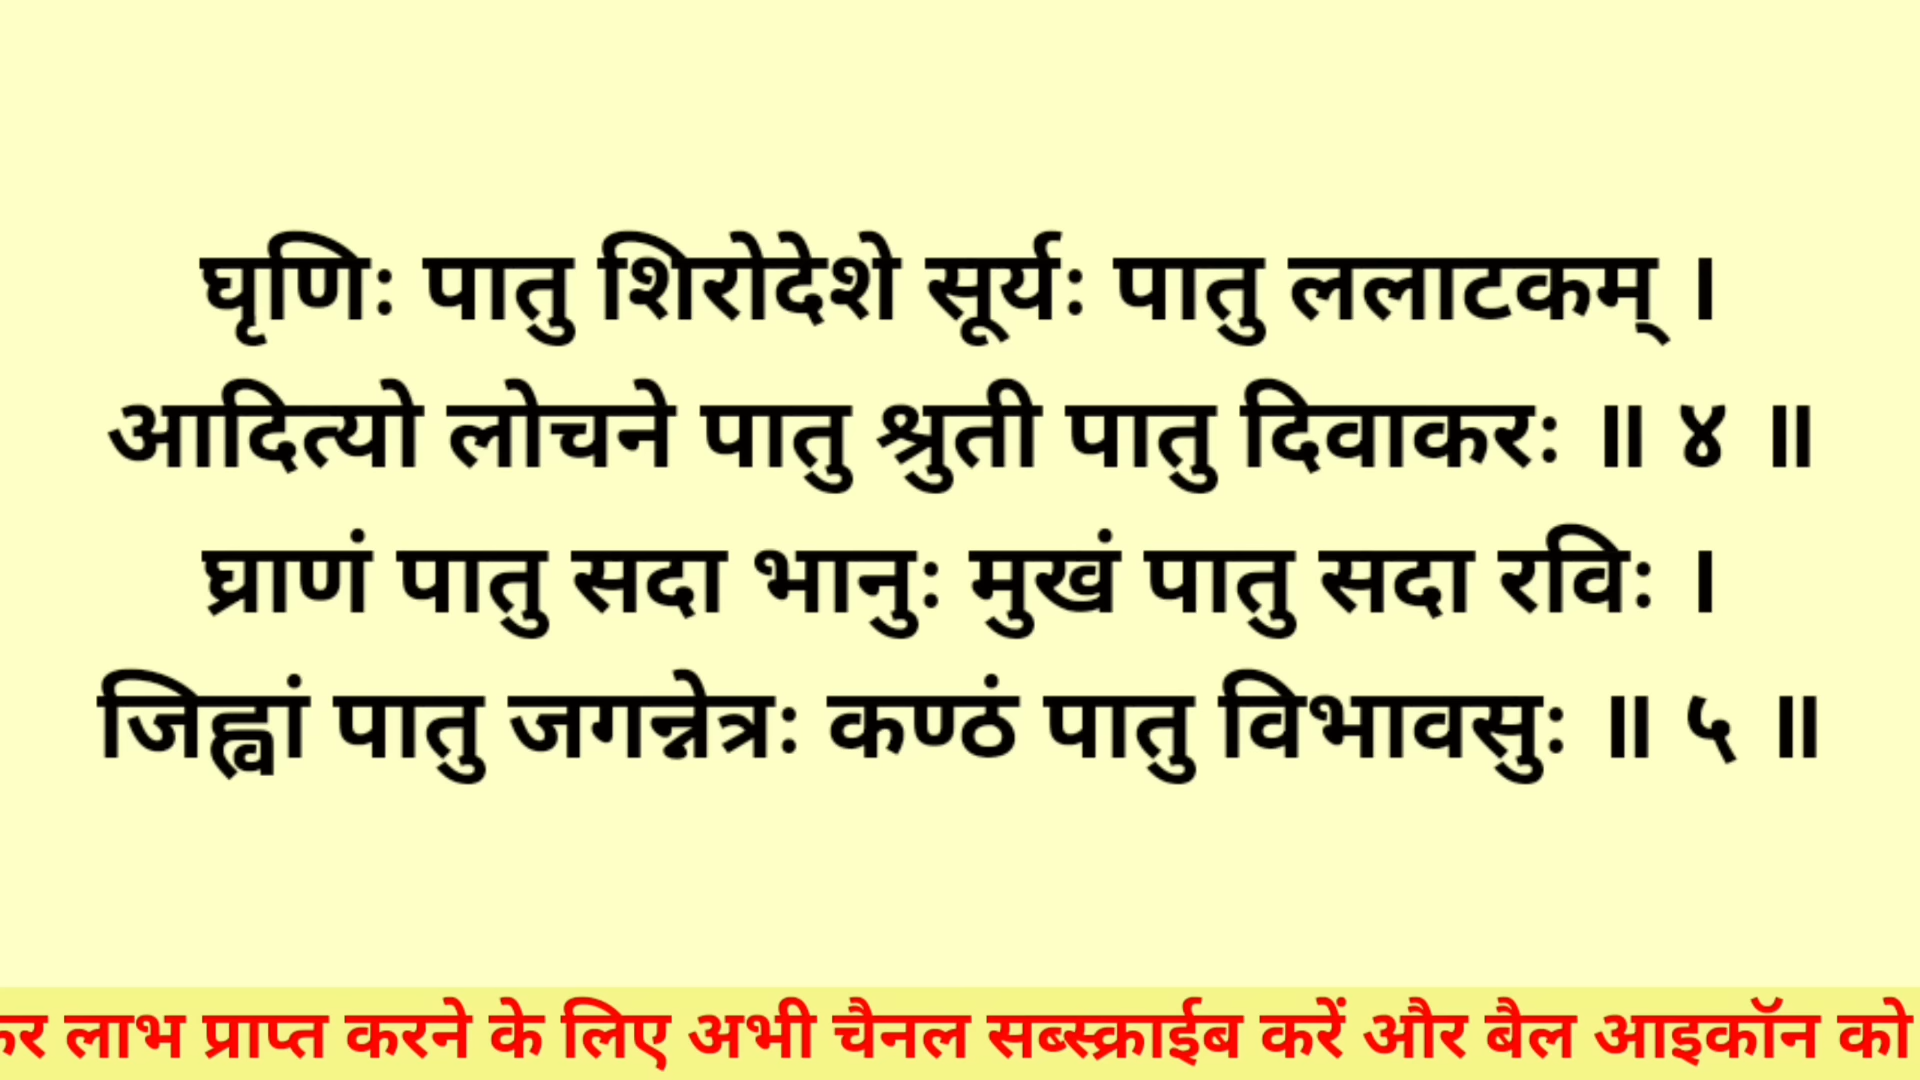 घृणिः पातु शिरोदेशे सूर्यः पातु ललाटकम् ।
आदित्यो लोचने पातु श्रुती पातु दिवाकरः ॥ ४ ॥
घ्राणं पातु सदा भानुः मुखं पातु सदा रविः ।
जिह्वां पातु जगन्नेत्रः कण्ठं पातु विभावसुः ॥ ५ ॥
लाभ प्राप्त करने के लिए अभी चैनल सब्स्क्राईब करें और बैल आइकॉन को